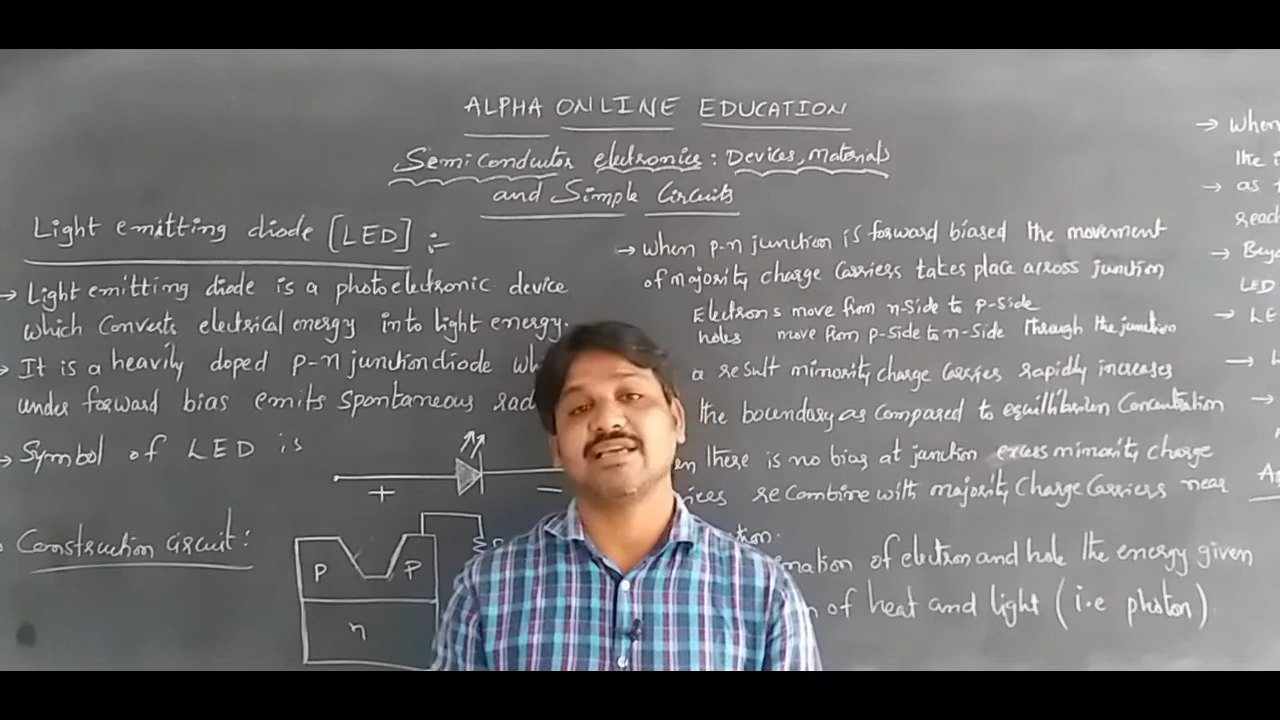 ALPHA ONLINE EDUCATION
Semiconductor electronics: Devices, Materials
and Simple Circuits
Light emitting diode [LED] :-
→ Light emitting diode is a photoelectronic device
which converts electrical energy into light energy.
→ It is a heavily doped p-n junction diode
under forward bias emits spontaneous
→ Symbol of LED is
+ −
Construction circuit:
P P
n
→ When p-n junction is forward biased the movement
of majority charge carriers takes place across junction
Electrons move from n-side to p-side
holes move from p-side to n-side through the junction
a result minority charge carries rapidly increases
the boundary as compared to equillibrium concentration
there is no bias at junction excess minority charge
recombine with majority charge carriers near
of electron and hole the energy given
of heat and light (i.e photon).
→ when
the
→ as
reach
→
LED
→